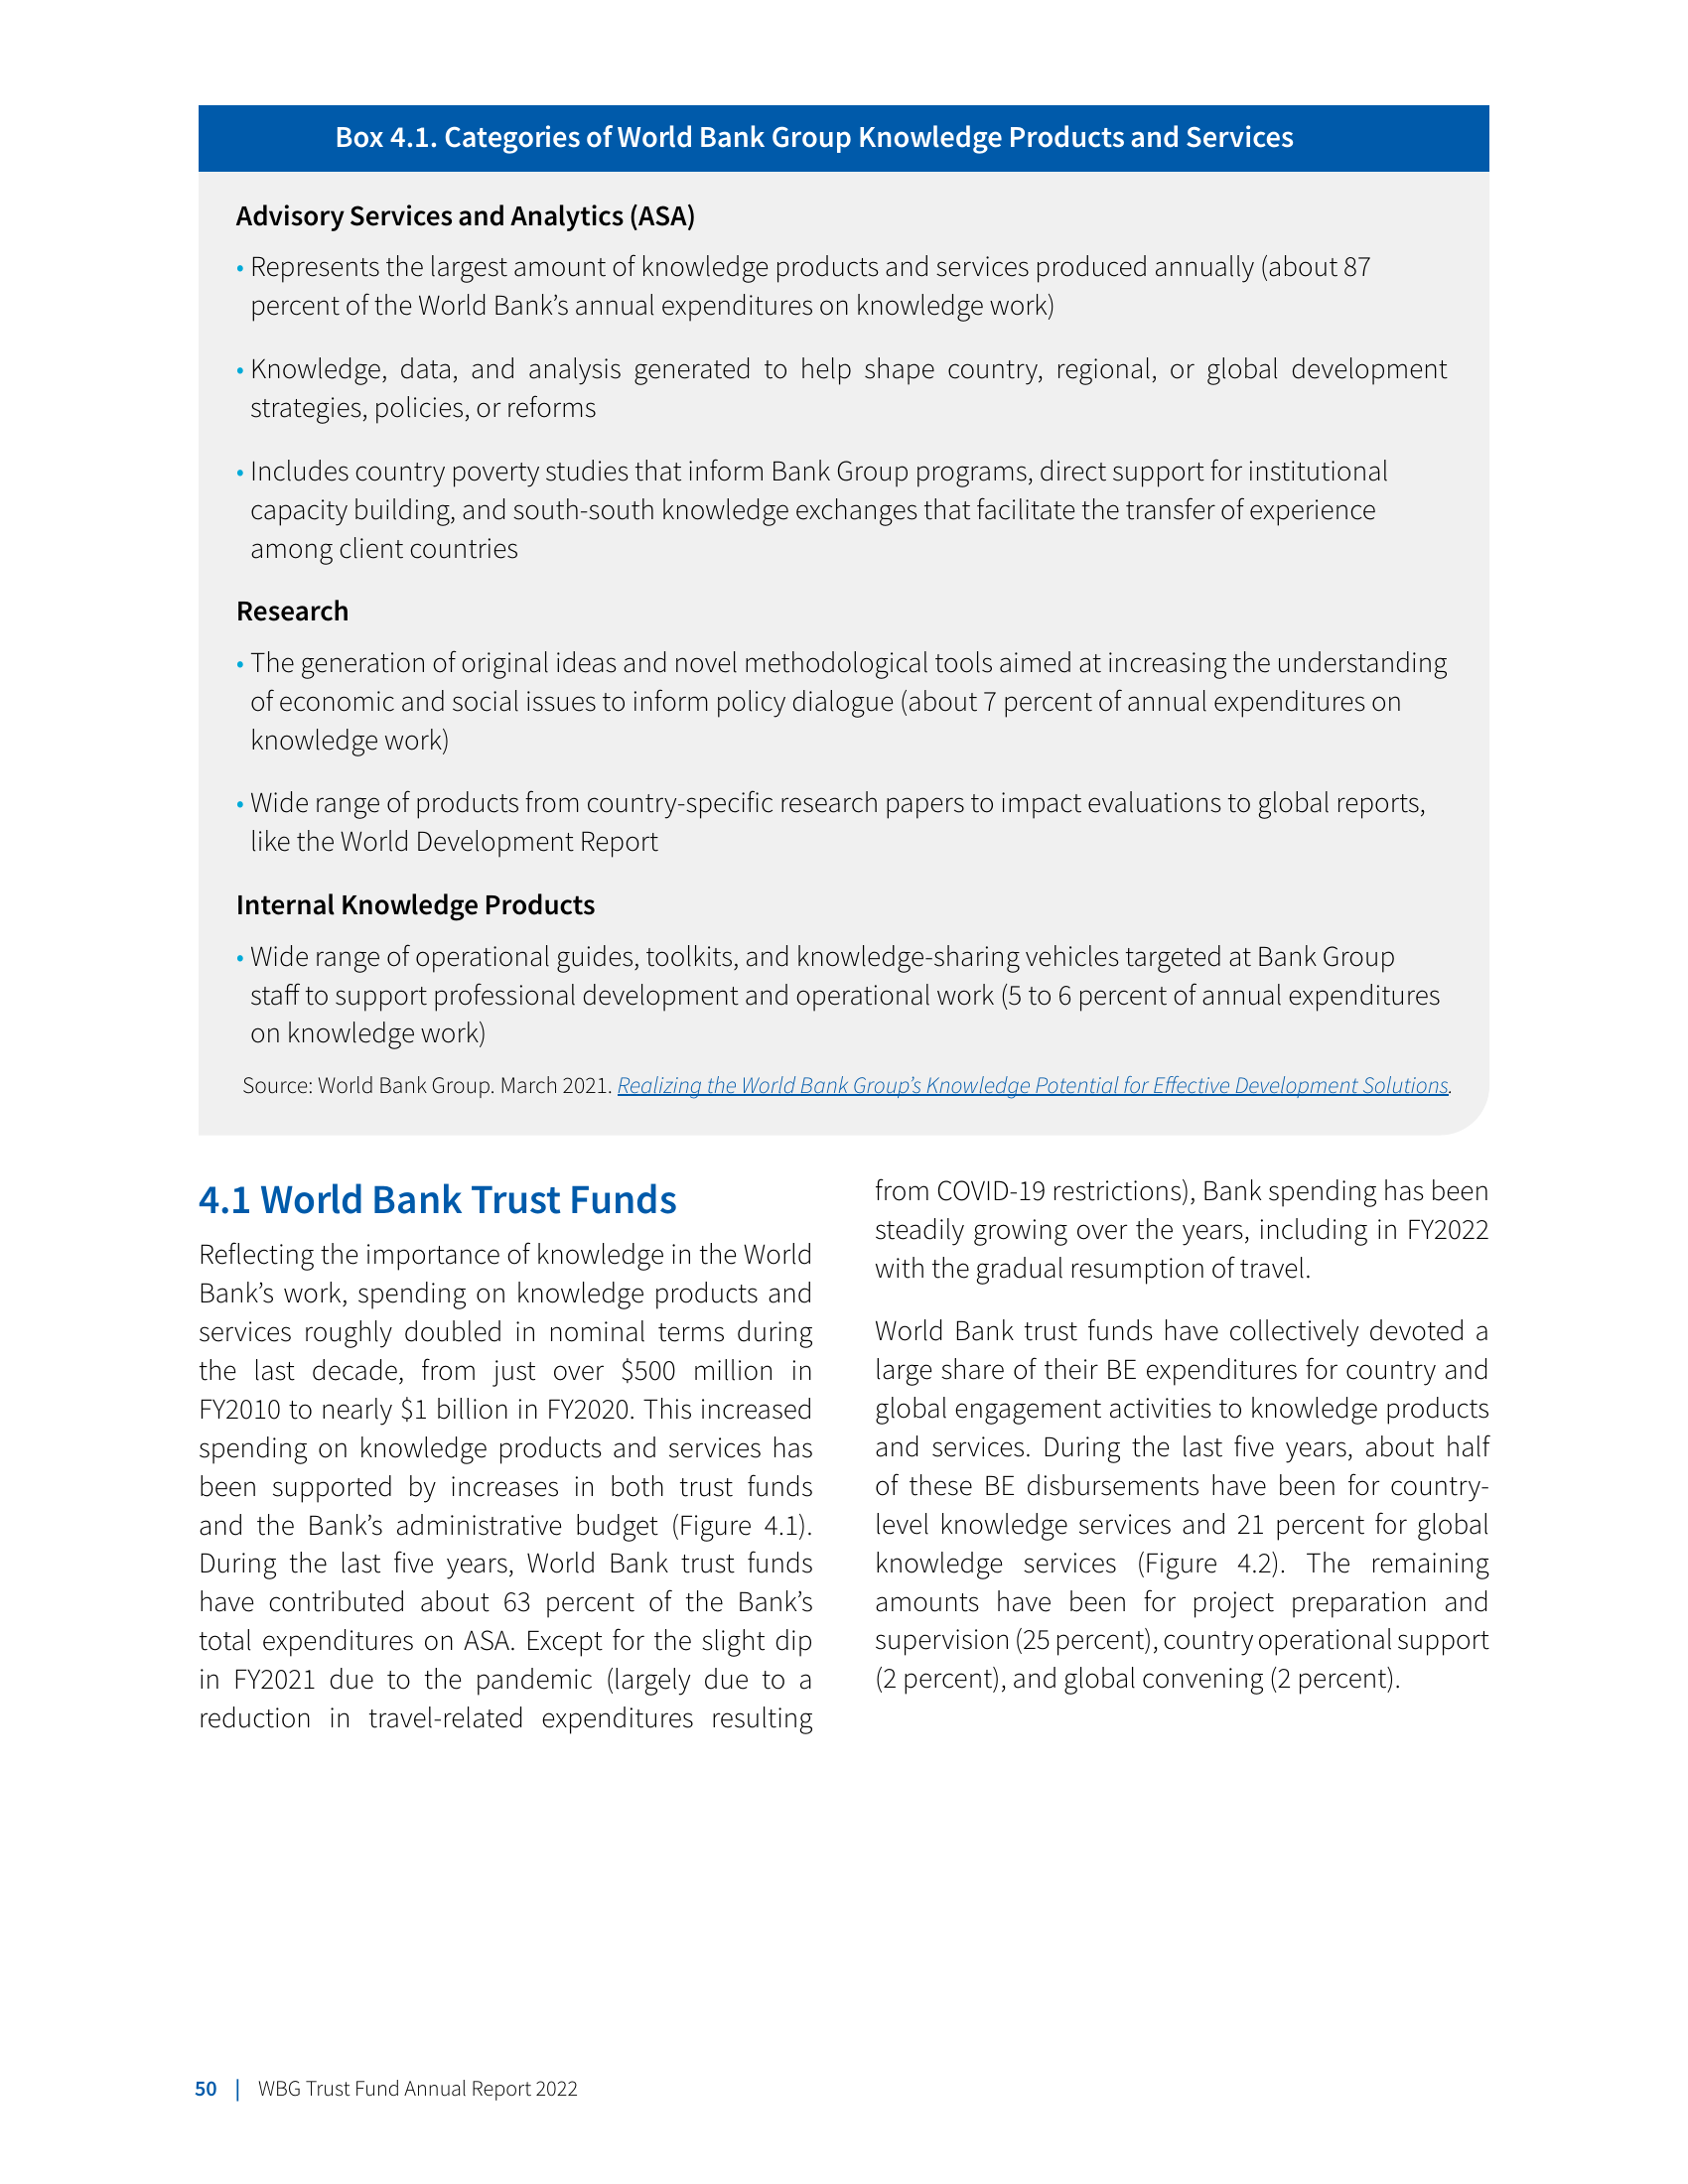 Box 4.1. Categories of World Bank Group Knowledge Products and Services
Advisory Services and Analytics (ASA)
• Represents the largest amount of knowledge products and services produced annually (about 87
percent of the World Bank’s annual expenditures on knowledge work)
• Knowledge, data, and analysis generated to help shape country, regional, or global development
strategies, policies, or reforms
• Includes country poverty studies that inform Bank Group programs, direct support for institutional
capacity building, and south-south knowledge exchanges that facilitate the transfer of experience
among client countries
Research
• The generation of original ideas and novel methodological tools aimed at increasing the understanding
of economic and social issues to inform policy dialogue (about 7 percent of annual expenditures on
knowledge work)
• Wide range of products from country-specific research papers to impact evaluations to global reports,
like the World Development Report
Internal Knowledge Products
• Wide range of operational guides, toolkits, and knowledge-sharing vehicles targeted at Bank Group
staff to support professional development and operational work (5 to 6 percent of annual expenditures
on knowledge work)
Source: World Bank Group. March 2021. Realizing the World Bank Group’s Knowledge Potential for Effective Development Solutions.
4.1 World Bank Trust Funds
Reflecting the importance of knowledge in the World
Bank’s work, spending on knowledge products and
services roughly doubled in nominal terms during
the last decade, from just over $500 million in
FY2010 to nearly $1 billion in FY2020. This increased
spending on knowledge products and services has
been supported by increases in both trust funds
and the Bank’s administrative budget (Figure 4.1).
During the last five years, World Bank trust funds
have contributed about 63 percent of the Bank’s
total expenditures on ASA. Except for the slight dip
in FY2021 due to the pandemic (largely due to a
reduction in travel-related expenditures resulting
from COVID-19 restrictions), Bank spending has been
steadily growing over the years, including in FY2022
with the gradual resumption of travel.
World Bank trust funds have collectively devoted a
large share of their BE expenditures for country and
global engagement activities to knowledge products
and services. During the last five years, about half
of these BE disbursements have been for country-
level knowledge services and 21 percent for global
knowledge services (Figure 4.2). The remaining
amounts have been for project preparation and
supervision (25 percent), country operational support
(2 percent), and global convening (2 percent).
50 | WBG Trust Fund Annual Report 2022